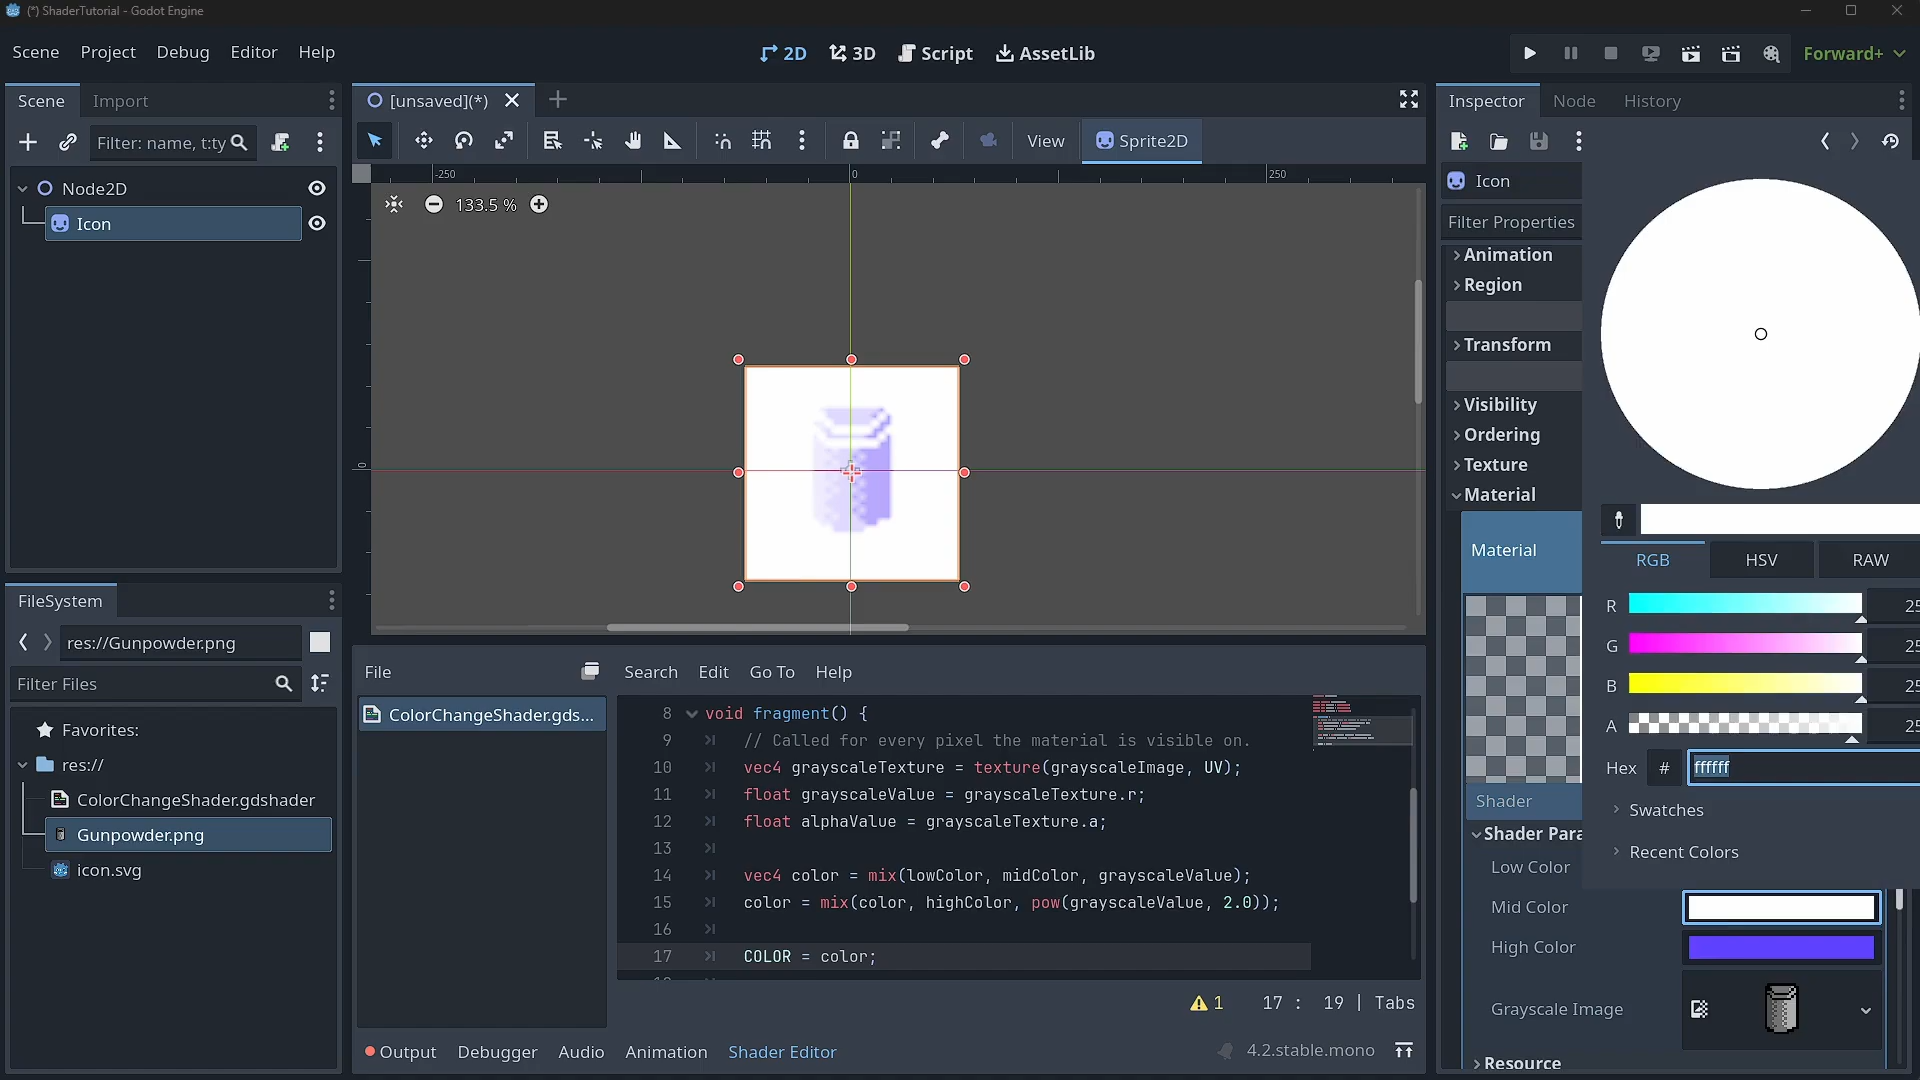 (*) ShaderTutorial - Godot Engine
Scene Project Debug Editor Help
2D 3D Script AssetLib
Forward+
Scene Import
[unsaved](*)
Inspector Node History
Filter: name, t:ty
View Sprite2D
Node2D
Icon
-250 0 250
133.5 %
0
Icon
Filter Properties
Animation
Region
Transform
Visibility
Ordering
Texture
Material
Material
Shader
RGB HSV RAW
R 25
G 25
B 25
A 25
Hex # ffffff
Swatches
Recent Colors
Shader Para
Low Color
Mid Color
High Color
Grayscale Image
Resource
FileSystem
res://Gunpowder.png
Filter Files
Favorites:
res://
ColorChangeShader.gdshader
Gunpowder.png
icon.svg
File Search Edit Go To Help
ColorChangeShader.gds...
8 void fragment() {
9 // Called for every pixel the material is visible on.
10 vec4 grayscaleTexture = texture(grayscaleImage, UV);
11 float grayscaleValue = grayscaleTexture.r;
12 float alphaValue = grayscaleTexture.a;
13
14 vec4 color = mix(lowColor, midColor, grayscaleValue);
15 color = mix(color, highColor, pow(grayscaleValue, 2.0));
16
17 COLOR = color;
1 17 : 19 | Tabs
Output Debugger Audio Animation Shader Editor
4.2.stable.mono